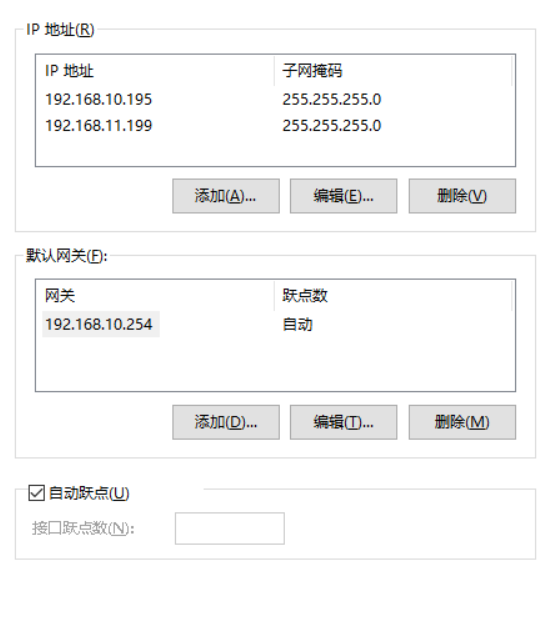 IP 地址(R)
IP 地址 子网掩码
192.168.10.195 255.255.255.0
192.168.11.199 255.255.255.0
添加(A)... 编辑(E)... 删除(V)
默认网关(F):
网关 跃点数
192.168.10.254 自动
添加(D)... 编辑(T)... 删除(M)
自动跃点(U)
接口跃点数(N):